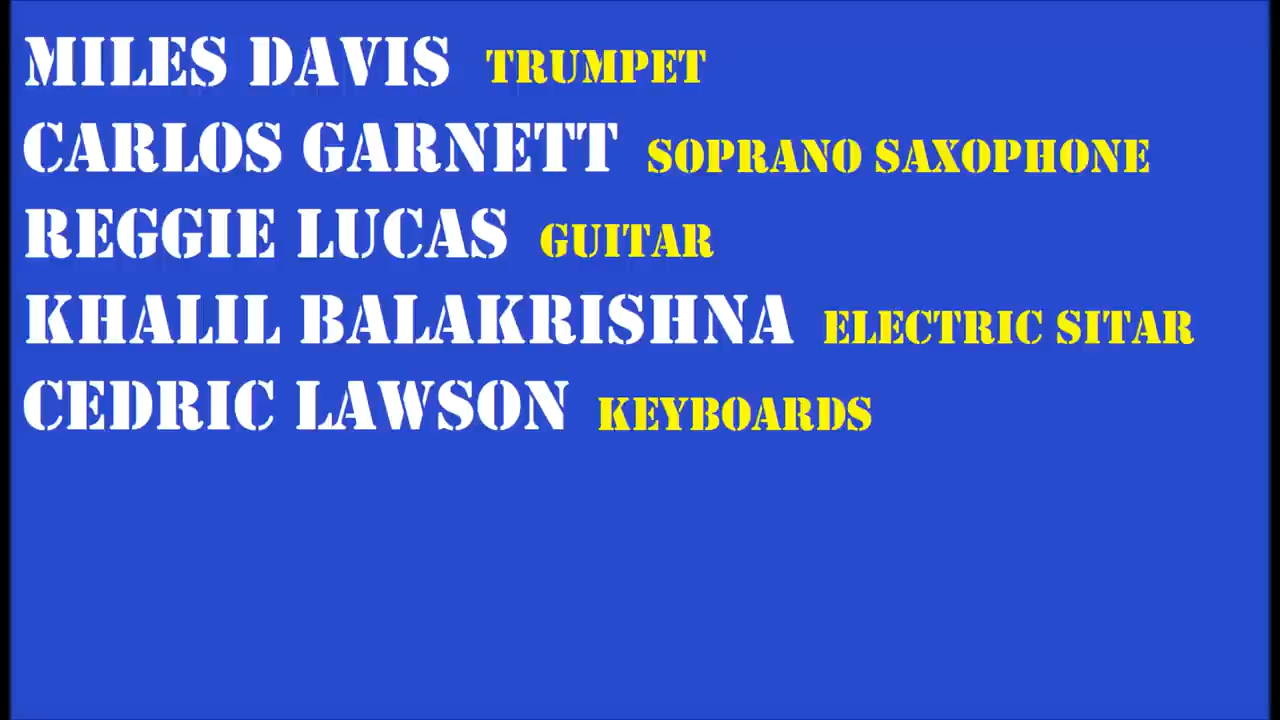 MILES DAVIS TRUMPET
CARLOS GARNETT SOPRANO SAXOPHONE
REGGIE LUCAS GUITAR
KHALIL BALAKRISHNA ELECTRIC SITAR
CEDRIC LAWSON KEYBOARDS